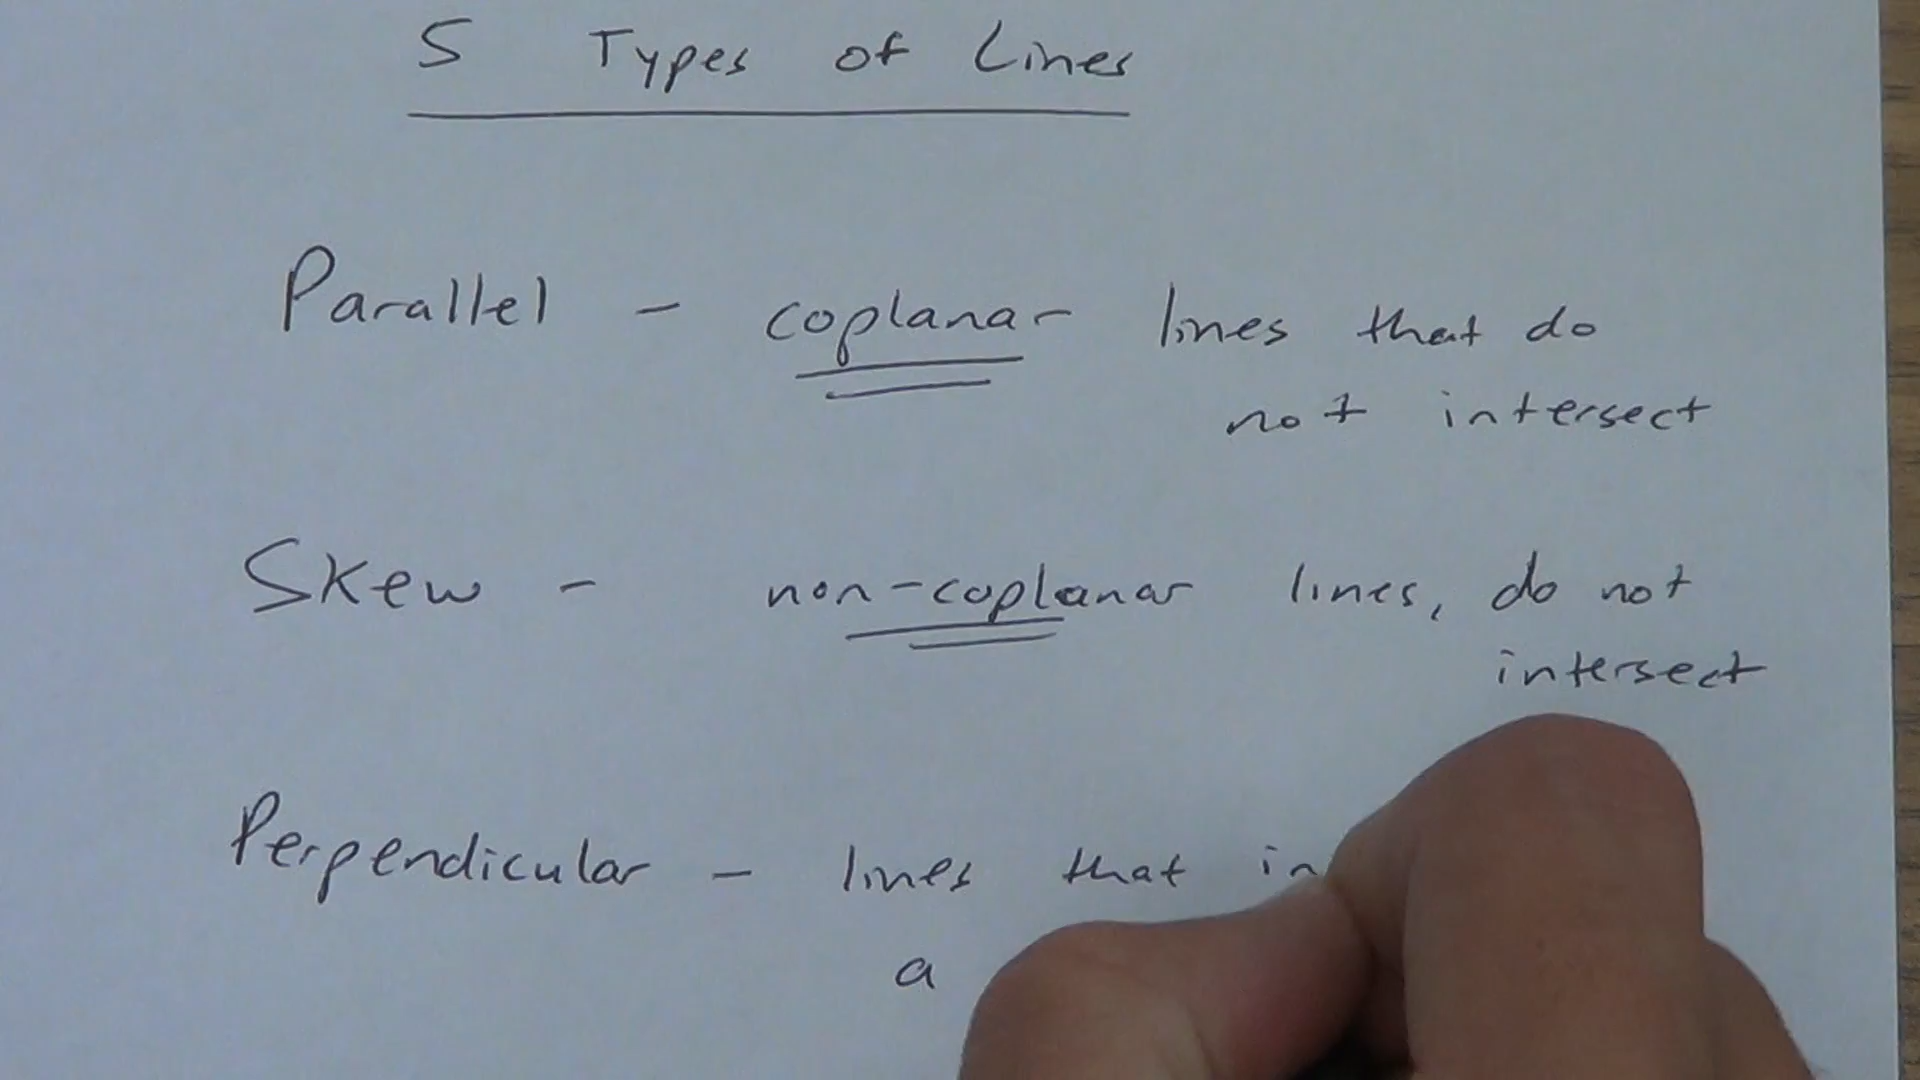 5 Types of Lines
Parallel - coplanar lines that do
not intersect
Skew - non-coplanar lines, do not
intersect
Perpendicular - lines that in
a